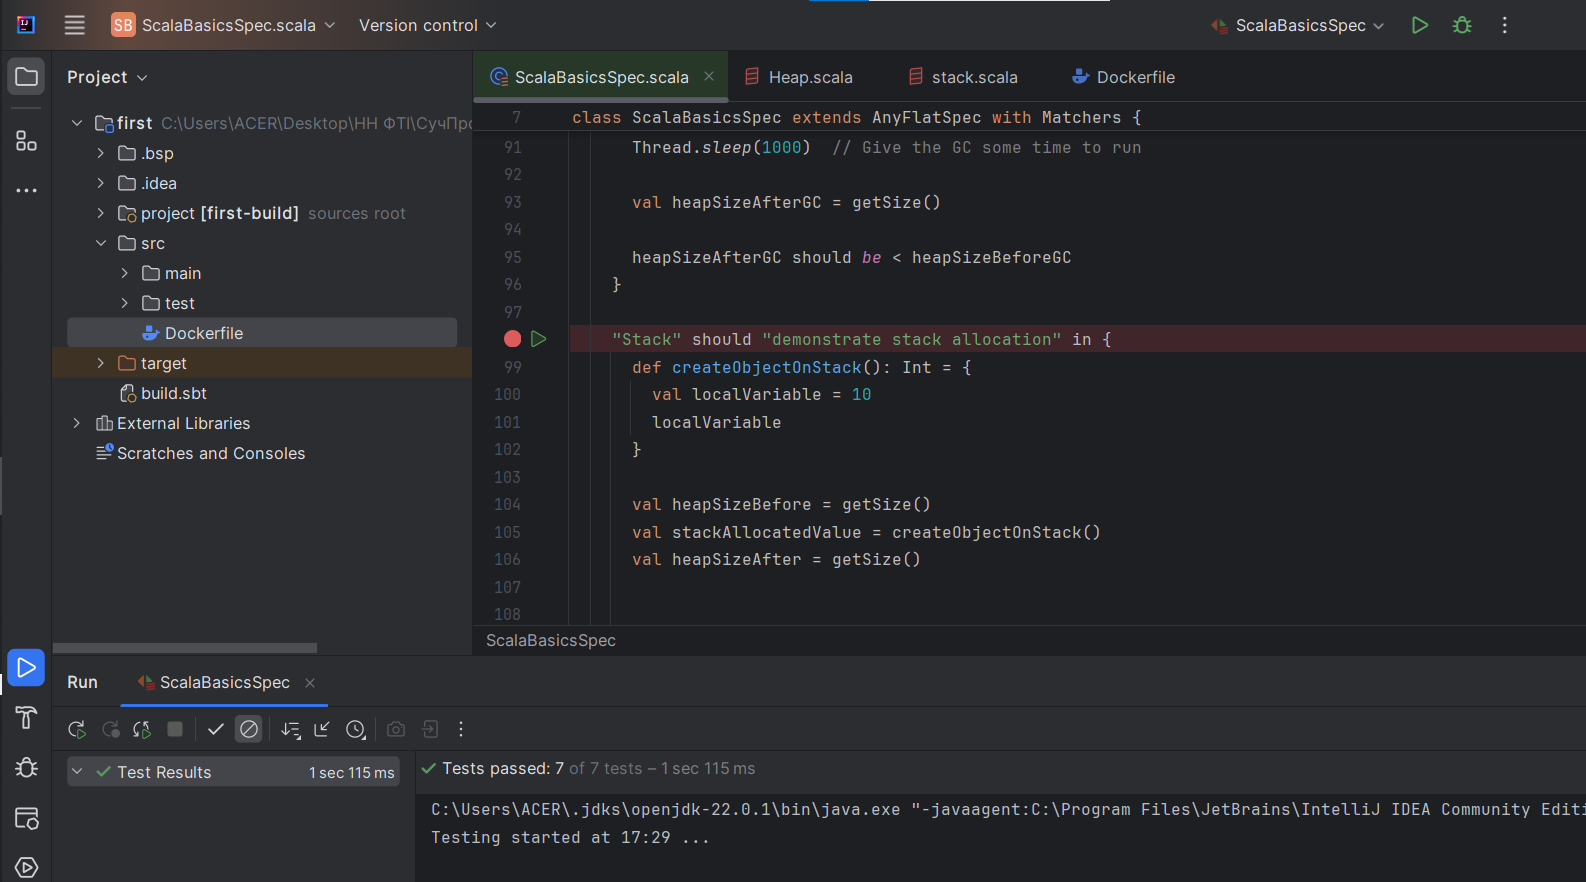 SB ScalaBasicsSpec.scala Version control ScalaBasicsSpec
Project
first C:\Users\ACER\Desktop\НН ФТІ\СучПро
.bsp
.idea
project [first-build] sources root
src
main
test
Dockerfile
target
build.sbt
External Libraries
Scratches and Consoles
ScalaBasicsSpec.scala Heap.scala stack.scala Dockerfile
7 class ScalaBasicsSpec extends AnyFlatSpec with Matchers {
91 Thread.sleep(1000) // Give the GC some time to run
92
93 val heapSizeAfterGC = getSize()
94
95 heapSizeAfterGC should be < heapSizeBeforeGC
96 }
97
"Stack" should "demonstrate stack allocation" in {
99 def createObjectOnStack(): Int = {
100 val localVariable = 10
101 localVariable
102 }
103
104 val heapSizeBefore = getSize()
105 val stackAllocatedValue = createObjectOnStack()
106 val heapSizeAfter = getSize()
107
108
ScalaBasicsSpec
Run ScalaBasicsSpec
Test Results 1 sec 115 ms
Tests passed: 7 of 7 tests – 1 sec 115 ms
C:\Users\ACER\.jdks\openjdk-22.0.1\bin\java.exe "-javaagent:C:\Program Files\JetBrains\IntelliJ IDEA Community Editi
Testing started at 17:29 ...